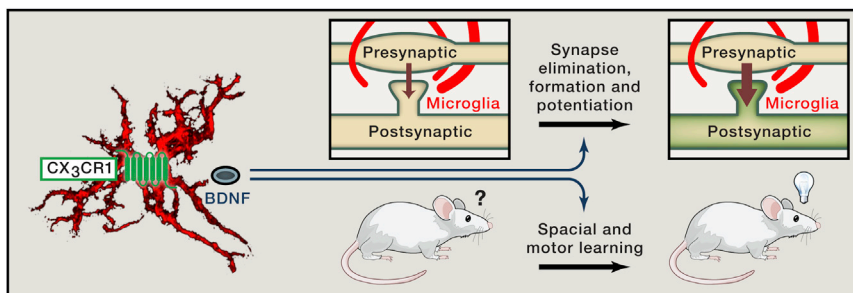 CX3CR1
BDNF
Presynaptic
Microglia
Postsynaptic
Synapse
elimination,
formation and
potentiation
Presynaptic
Microglia
Postsynaptic
?
Spacial and
motor learning